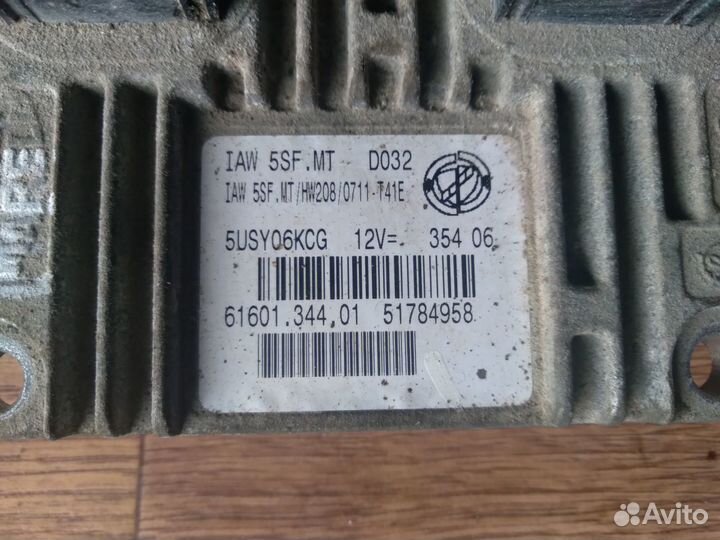 IAW 5SF.MT D032
IAW 5SF.MT/HW208/0711-T41E
5USY06KCG 12V= 354 06
61601.344.01 51784958
Avito